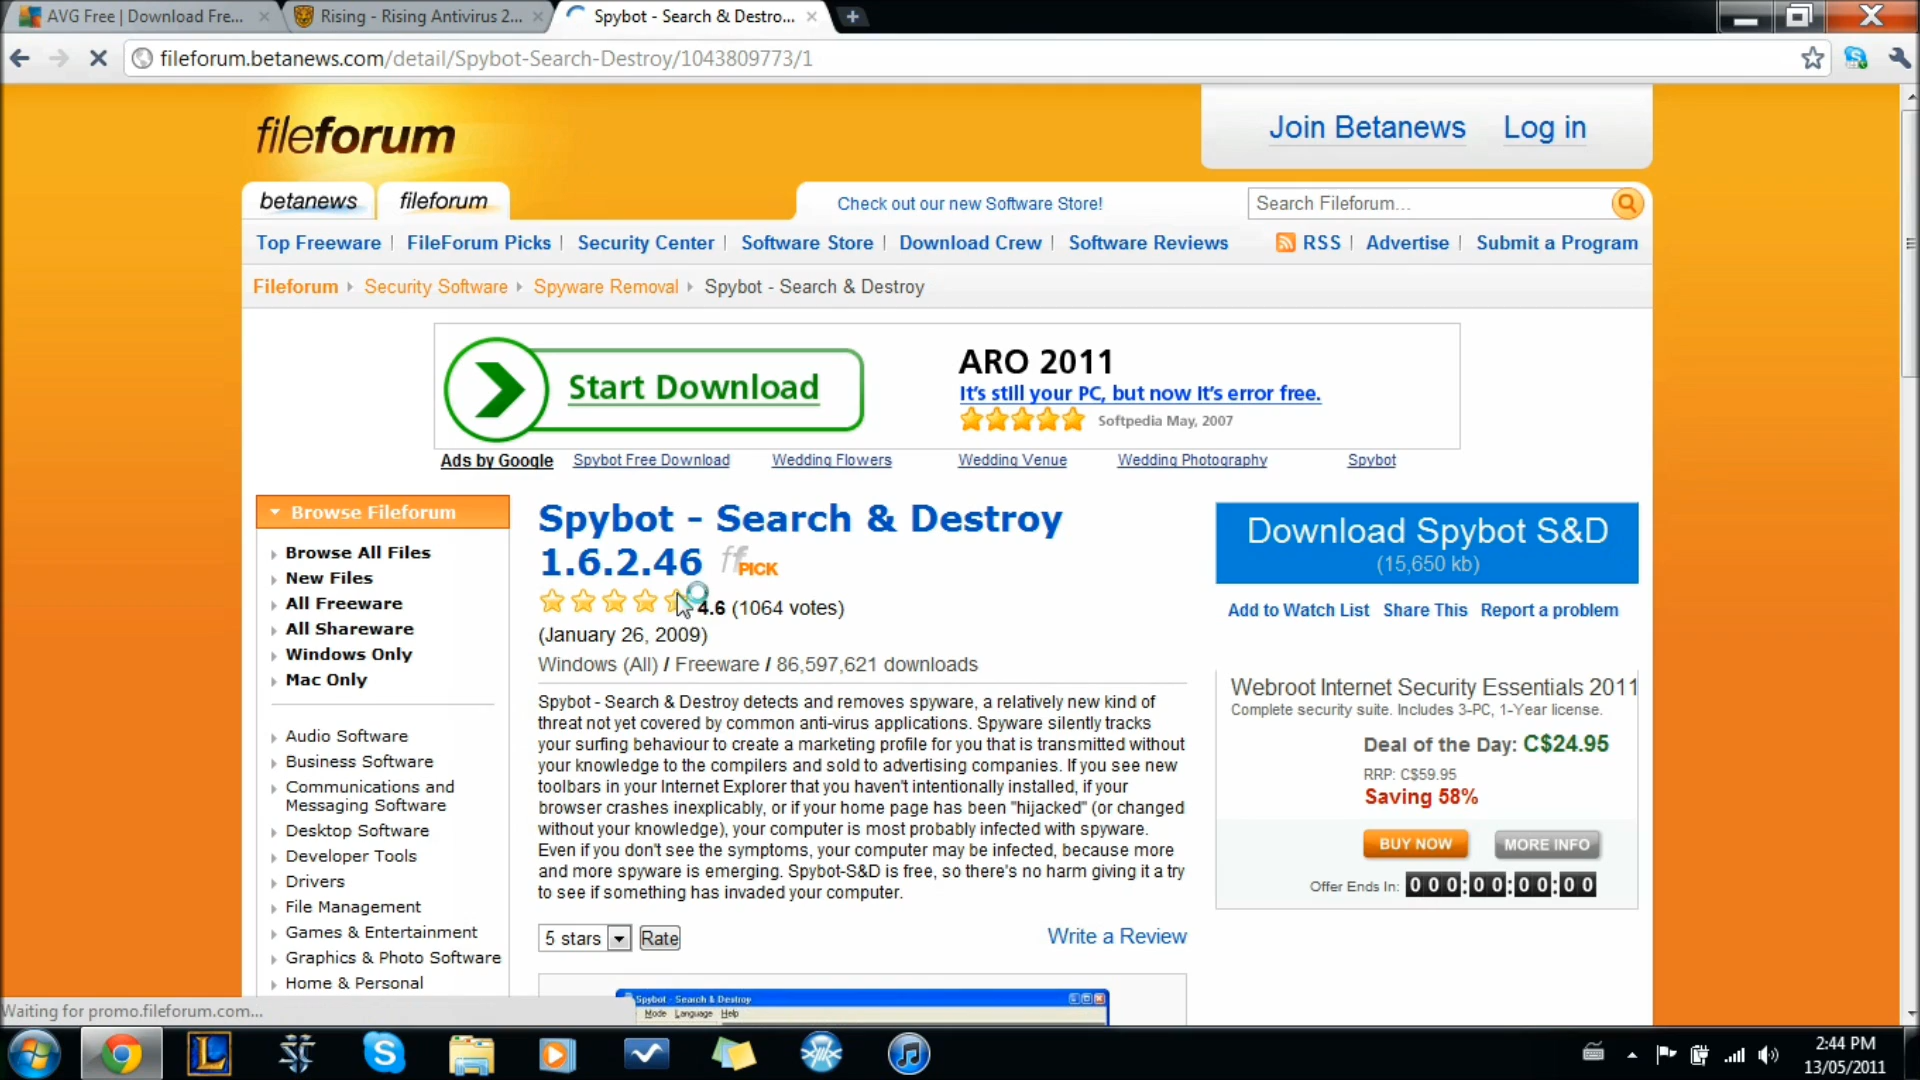 AVG Free | Download Fre...
Rising - Rising Antivirus 2...
Spybot - Search & Destro...
fileforum.betanews.com/detail/Spybot-Search-Destroy/1043809773/1
fileforum
Join Betanews Log in
betanews fileforum
Check out our new Software Store!
Search Fileforum...
Top Freeware | FileForum Picks | Security Center | Software Store | Download Crew | Software Reviews
RSS | Advertise | Submit a Program
Fileforum Security Software Spyware Removal Spybot - Search & Destroy
Start Download
ARO 2011
It's still your PC, but now it's error free.
Softpedia May, 2007
Ads by Google Spybot Free Download Wedding Flowers Wedding Venue Wedding Photography Spybot
Browse Fileforum
Browse All Files
New Files
All Freeware
All Shareware
Windows Only
Mac Only
Audio Software
Business Software
Communications and
Messaging Software
Desktop Software
Developer Tools
Drivers
File Management
Games & Entertainment
Graphics & Photo Software
Home & Personal
Spybot - Search & Destroy
1.6.2.46 ff PICK
4.6 (1064 votes)
(January 26, 2009)
Windows (All) / Freeware / 86,597,621 downloads
Spybot - Search & Destroy detects and removes spyware, a relatively new kind of
threat not yet covered by common anti-virus applications. Spyware silently tracks
your surfing behaviour to create a marketing profile for you that is transmitted without
your knowledge to the compilers and sold to advertising companies. If you see new
toolbars in your Internet Explorer that you haven't intentionally installed, if your
browser crashes inexplicably, or if your home page has been "hijacked" (or changed
without your knowledge), your computer is most probably infected with spyware.
Even if you don't see the symptoms, your computer may be infected, because more
and more spyware is emerging. Spybot-S&D is free, so there's no harm giving it a try
to see if something has invaded your computer.
5 stars Rate
Write a Review
Spybot - Search & Destroy
Mode Language Help
Download Spybot S&D
(15,650 kb)
Add to Watch List Share This Report a problem
Webroot Internet Security Essentials 2011
Complete security suite. Includes 3-PC, 1-Year license.
Deal of the Day: C$24.95
RRP: C$59.95
Saving 58%
BUY NOW MORE INFO
Offer Ends In: 000:00:00:00
Waiting for promo.fileforum.com...
2:44 PM
13/05/2011